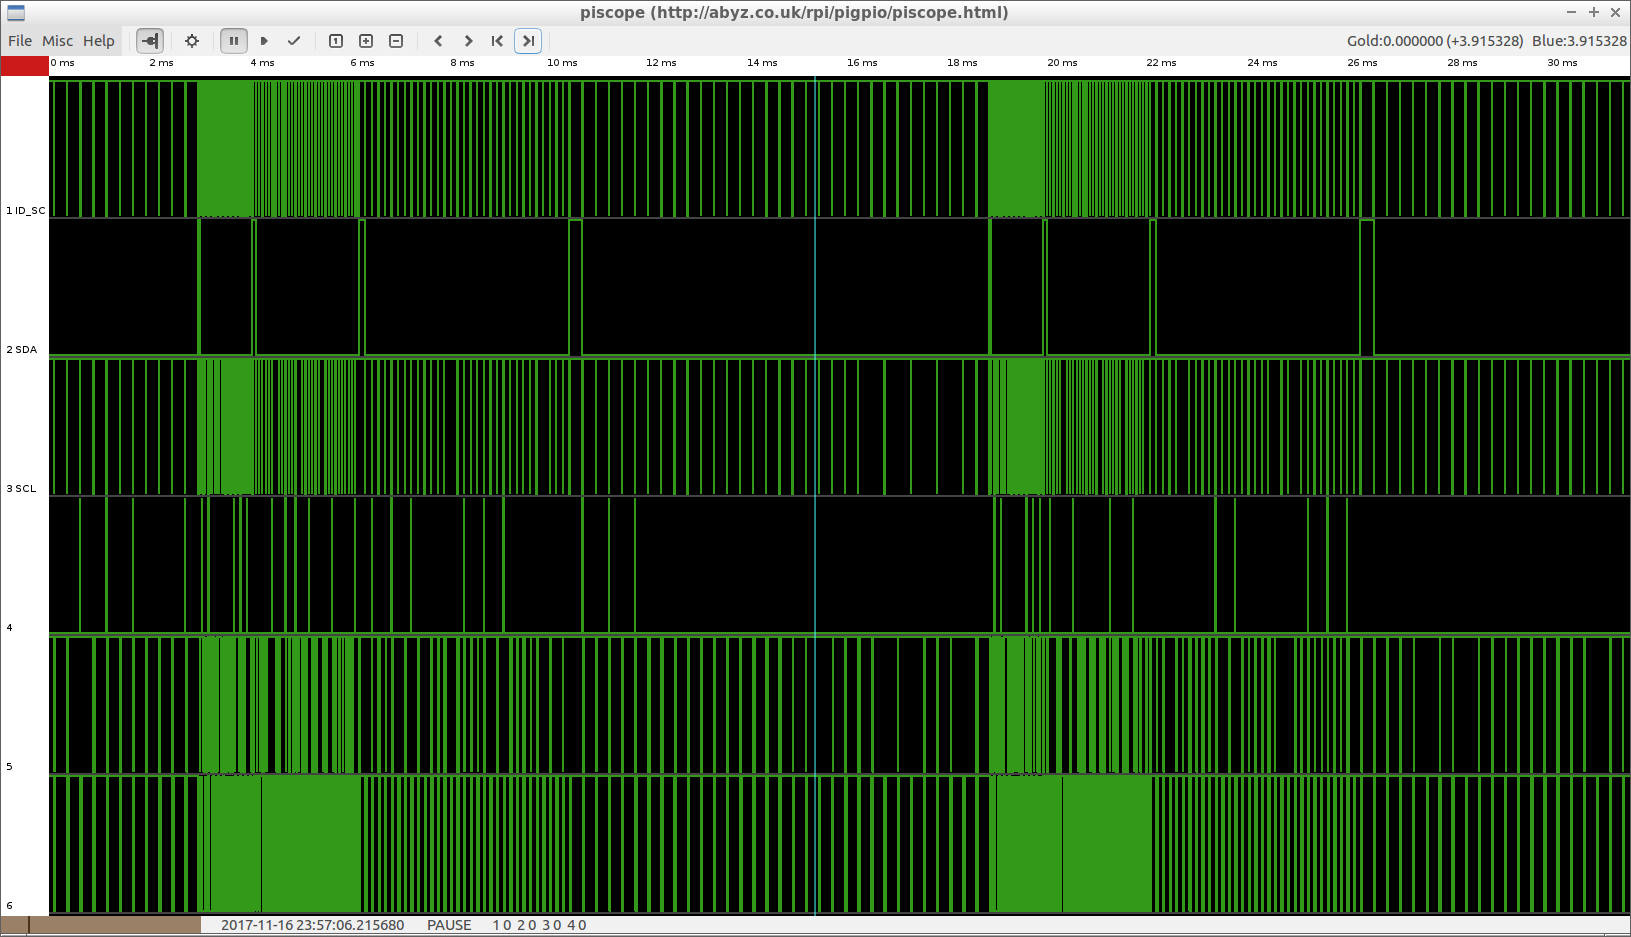 piscope (http://abyz.co.uk/rpi/pigpio/piscope.html)
File Misc Help 1 Gold:0.000000 (+3.915328) Blue:3.915328
0 ms 2 ms 4 ms 6 ms 8 ms 10 ms 12 ms 14 ms 16 ms 18 ms 20 ms 22 ms 24 ms 26 ms 28 ms 30 ms
1 ID_SC
2 SDA
3 SCL
4
5
6
2017-11-16 23:57:06.215680 PAUSE 1 0 2 0 3 0 4 0